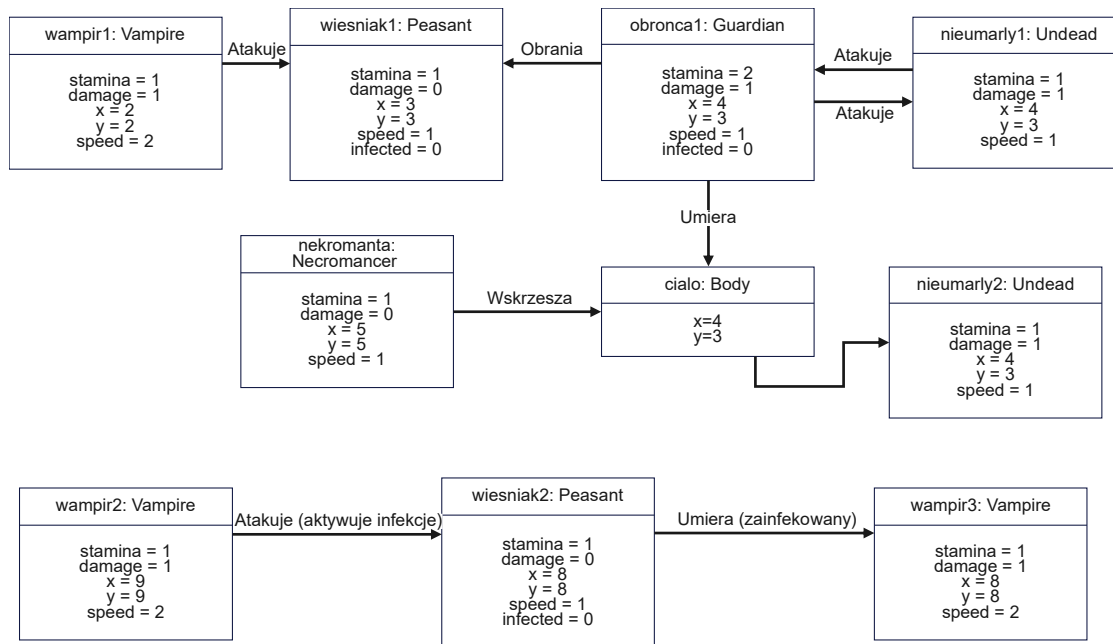 wampir1: Vampire
stamina = 1
damage = 1
x = 2
y = 2
speed = 2
Atakuje
wiesniak1: Peasant
stamina = 1
damage = 0
x = 3
y = 3
speed = 1
infected = 0
Obrania
obronca1: Guardian
stamina = 2
damage = 1
x = 4
y = 3
speed = 1
infected = 0
Atakuje
Atakuje
nieumarly1: Undead
stamina = 1
damage = 1
x = 4
y = 3
speed = 1
Umiera
nekromanta:
Necromancer
stamina = 1
damage = 0
x = 5
y = 5
speed = 1
Wskrzesza
cialo: Body
x=4
y=3
nieumarly2: Undead
stamina = 1
damage = 1
x = 4
y = 3
speed = 1
wampir2: Vampire
stamina = 1
damage = 1
x = 9
y = 9
speed = 2
Atakuje (aktywuje infekcje)
wiesniak2: Peasant
stamina = 1
damage = 0
x = 8
y = 8
speed = 1
infected = 0
Umiera (zainfekowany)
wampir3: Vampire
stamina = 1
damage = 1
x = 8
y = 8
speed = 2